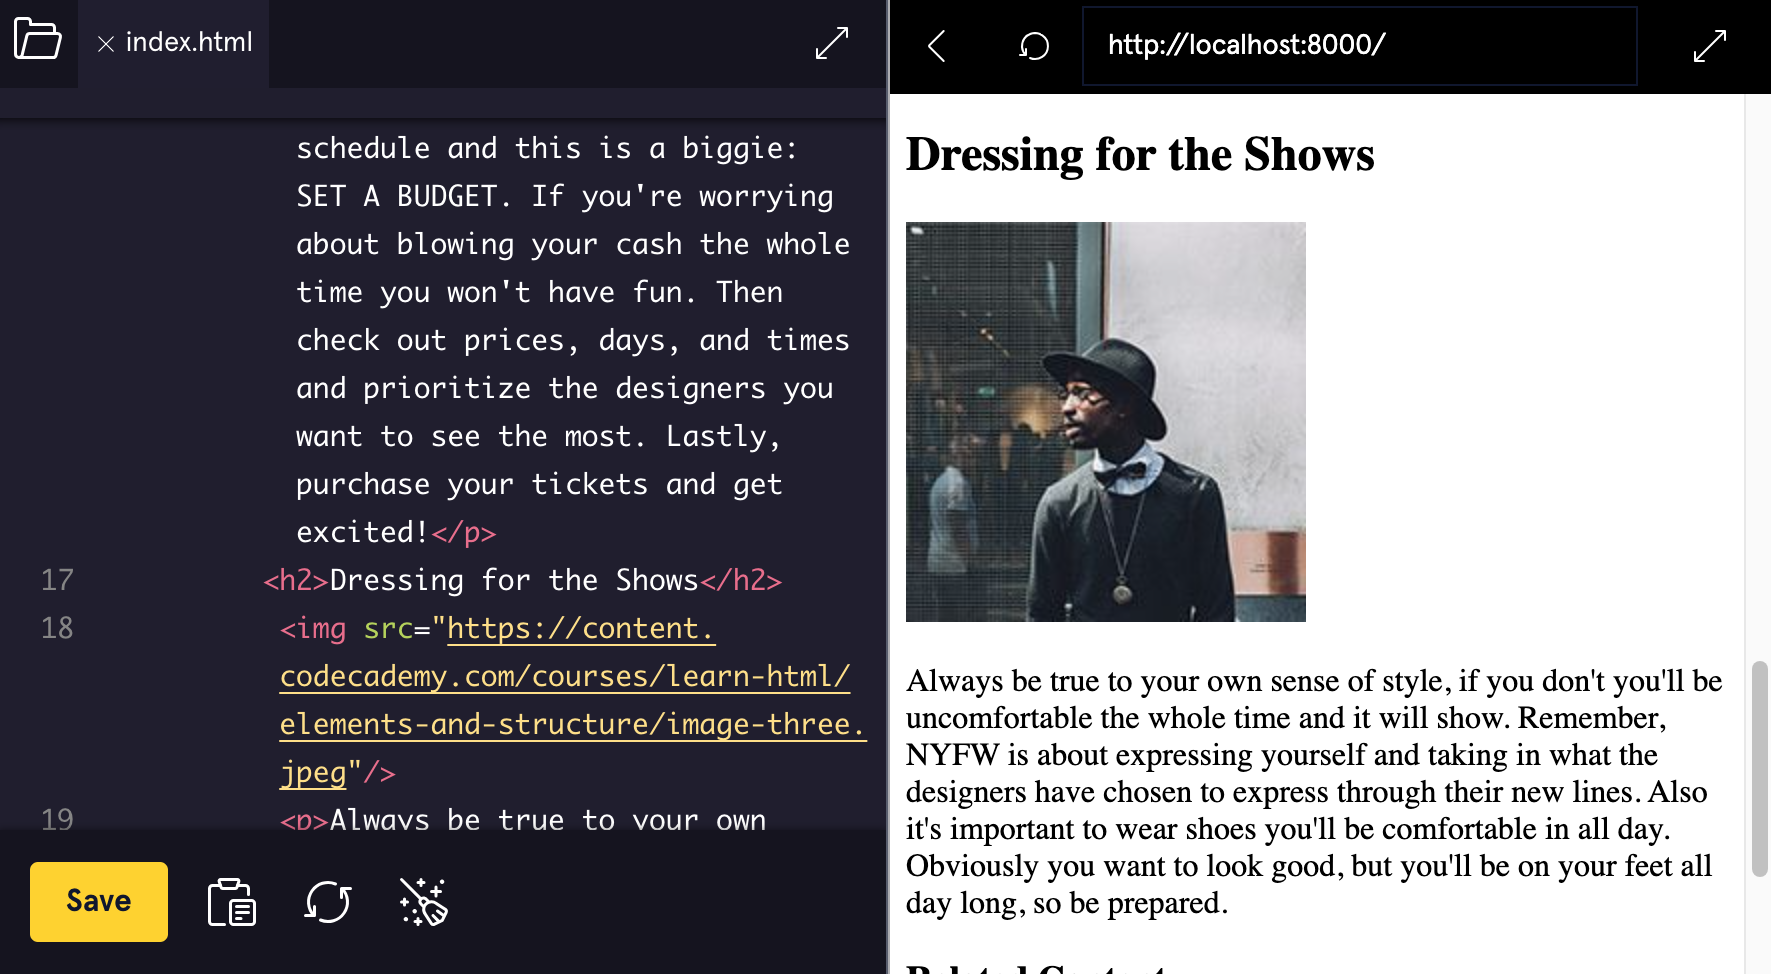 index.html
schedule and this is a biggie:
SET A BUDGET. If you're worrying
about blowing your cash the whole
time you won't have fun. Then
check out prices, days, and times
and prioritize the designers you
want to see the most. Lastly,
purchase your tickets and get
excited!</p>
17 <h2>Dressing for the Shows</h2>
18 <img src="https://content.
codecademy.com/courses/learn-html/
elements-and-structure/image-three.
jpeg"/>
19 <p>Always be true to your own
Save
http://localhost:8000/
Dressing for the Shows
Always be true to your own sense of style, if you don't you'll be
uncomfortable the whole time and it will show. Remember,
NYFW is about expressing yourself and taking in what the
designers have chosen to express through their new lines. Also
it's important to wear shoes you'll be comfortable in all day.
Obviously you want to look good, but you'll be on your feet all
day long, so be prepared.
Related Content